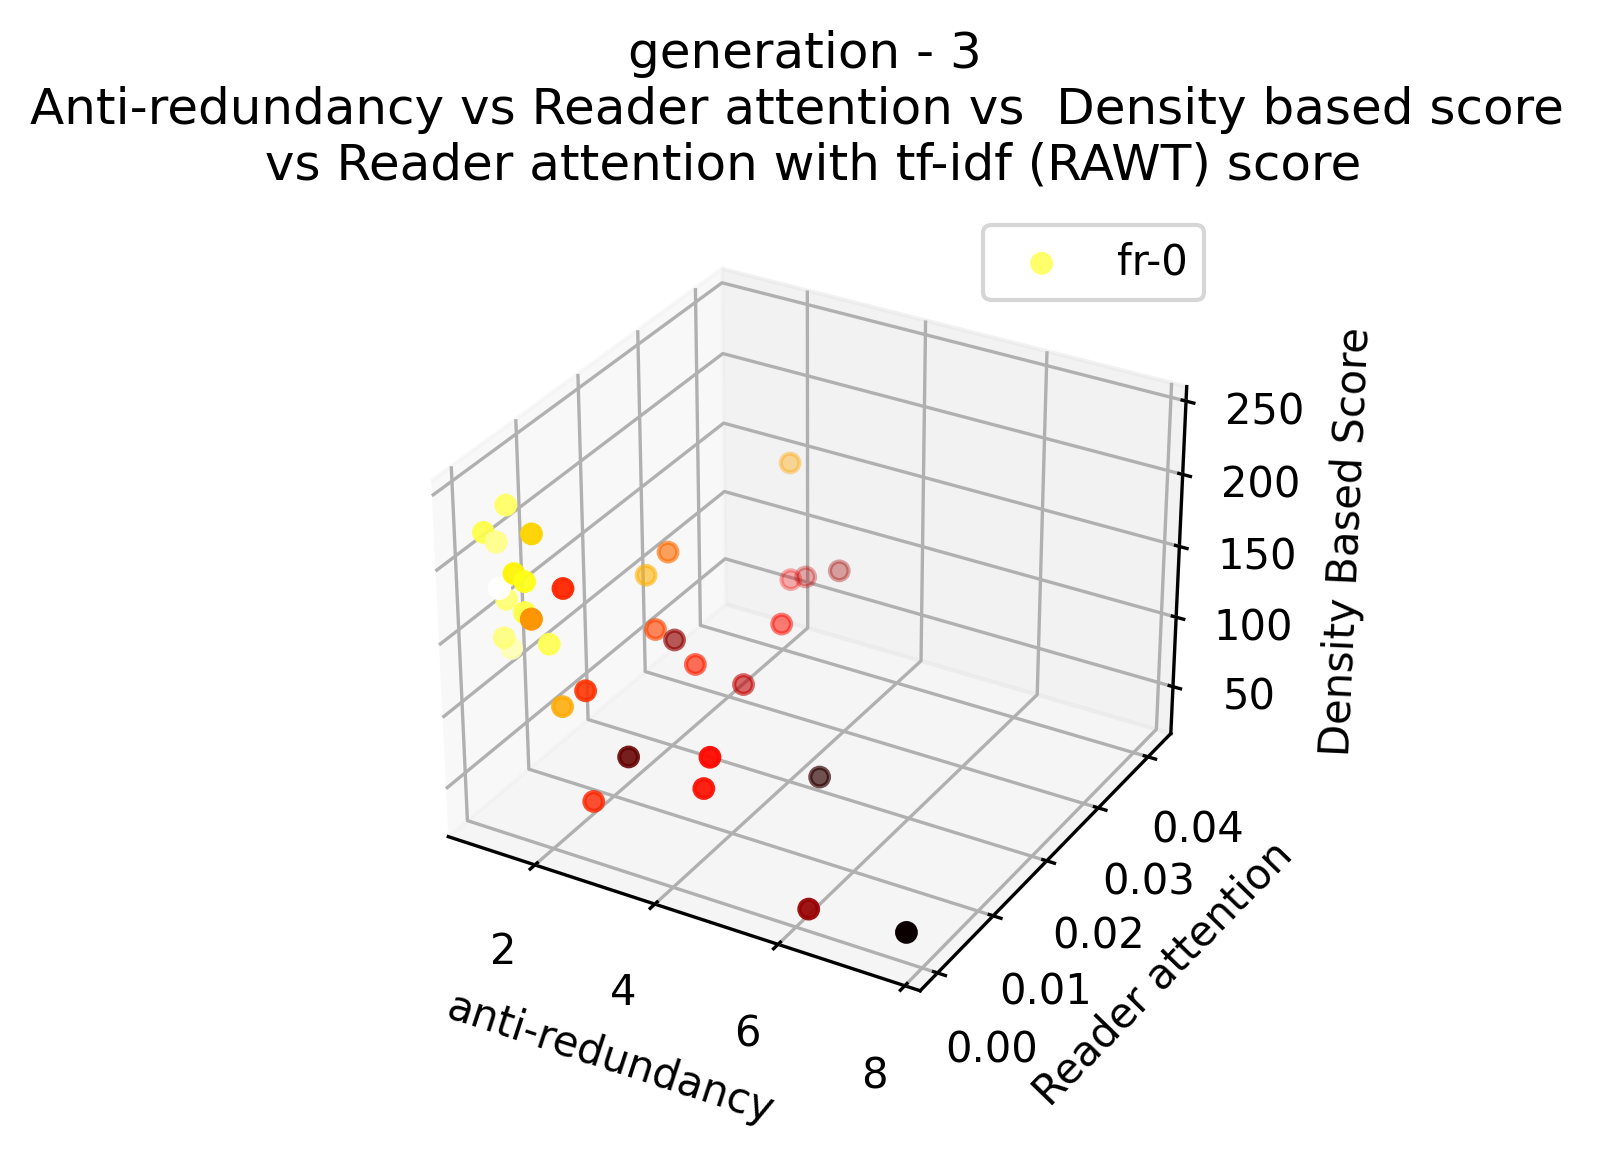 generation - 3
Anti-redundancy vs Reader attention vs  Density based score
vs Reader attention with tf-idf (RAWT) score
fr-0
250
200
150
100
50
Density Based Score
0.04
0.03
0.02
0.01
0.00
Reader attention
2
4
6
8
anti-redundancy